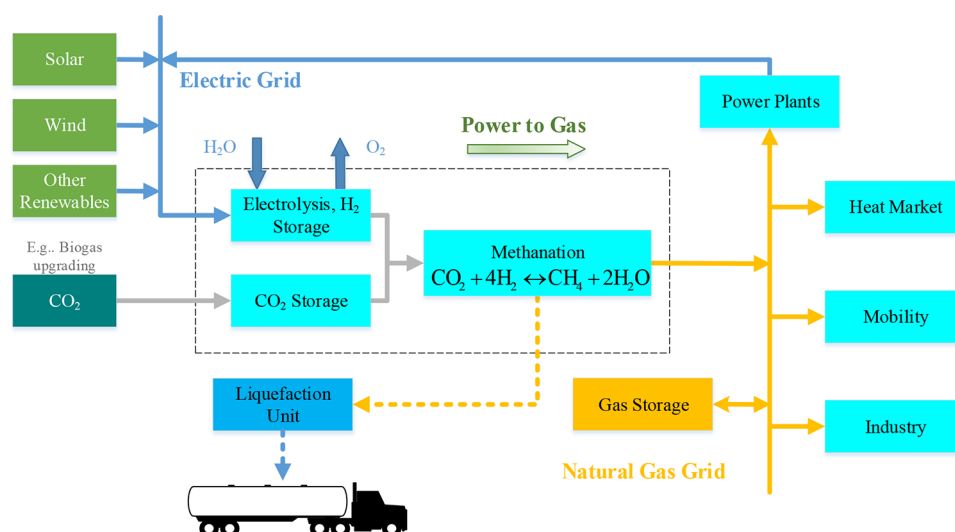 Solar
Electric Grid
Power Plants
Wind
Power to Gas
H₂O
O₂
Other
Renewables
Electrolysis, H₂
Storage
Heat Market
E.g.. Biogas
upgrading
Methanation
CO₂ + 4H₂ ↔ CH₄ + 2H₂O
CO₂
CO₂ Storage
Mobility
Liquefaction
Unit
Gas Storage
Industry
Natural Gas Grid